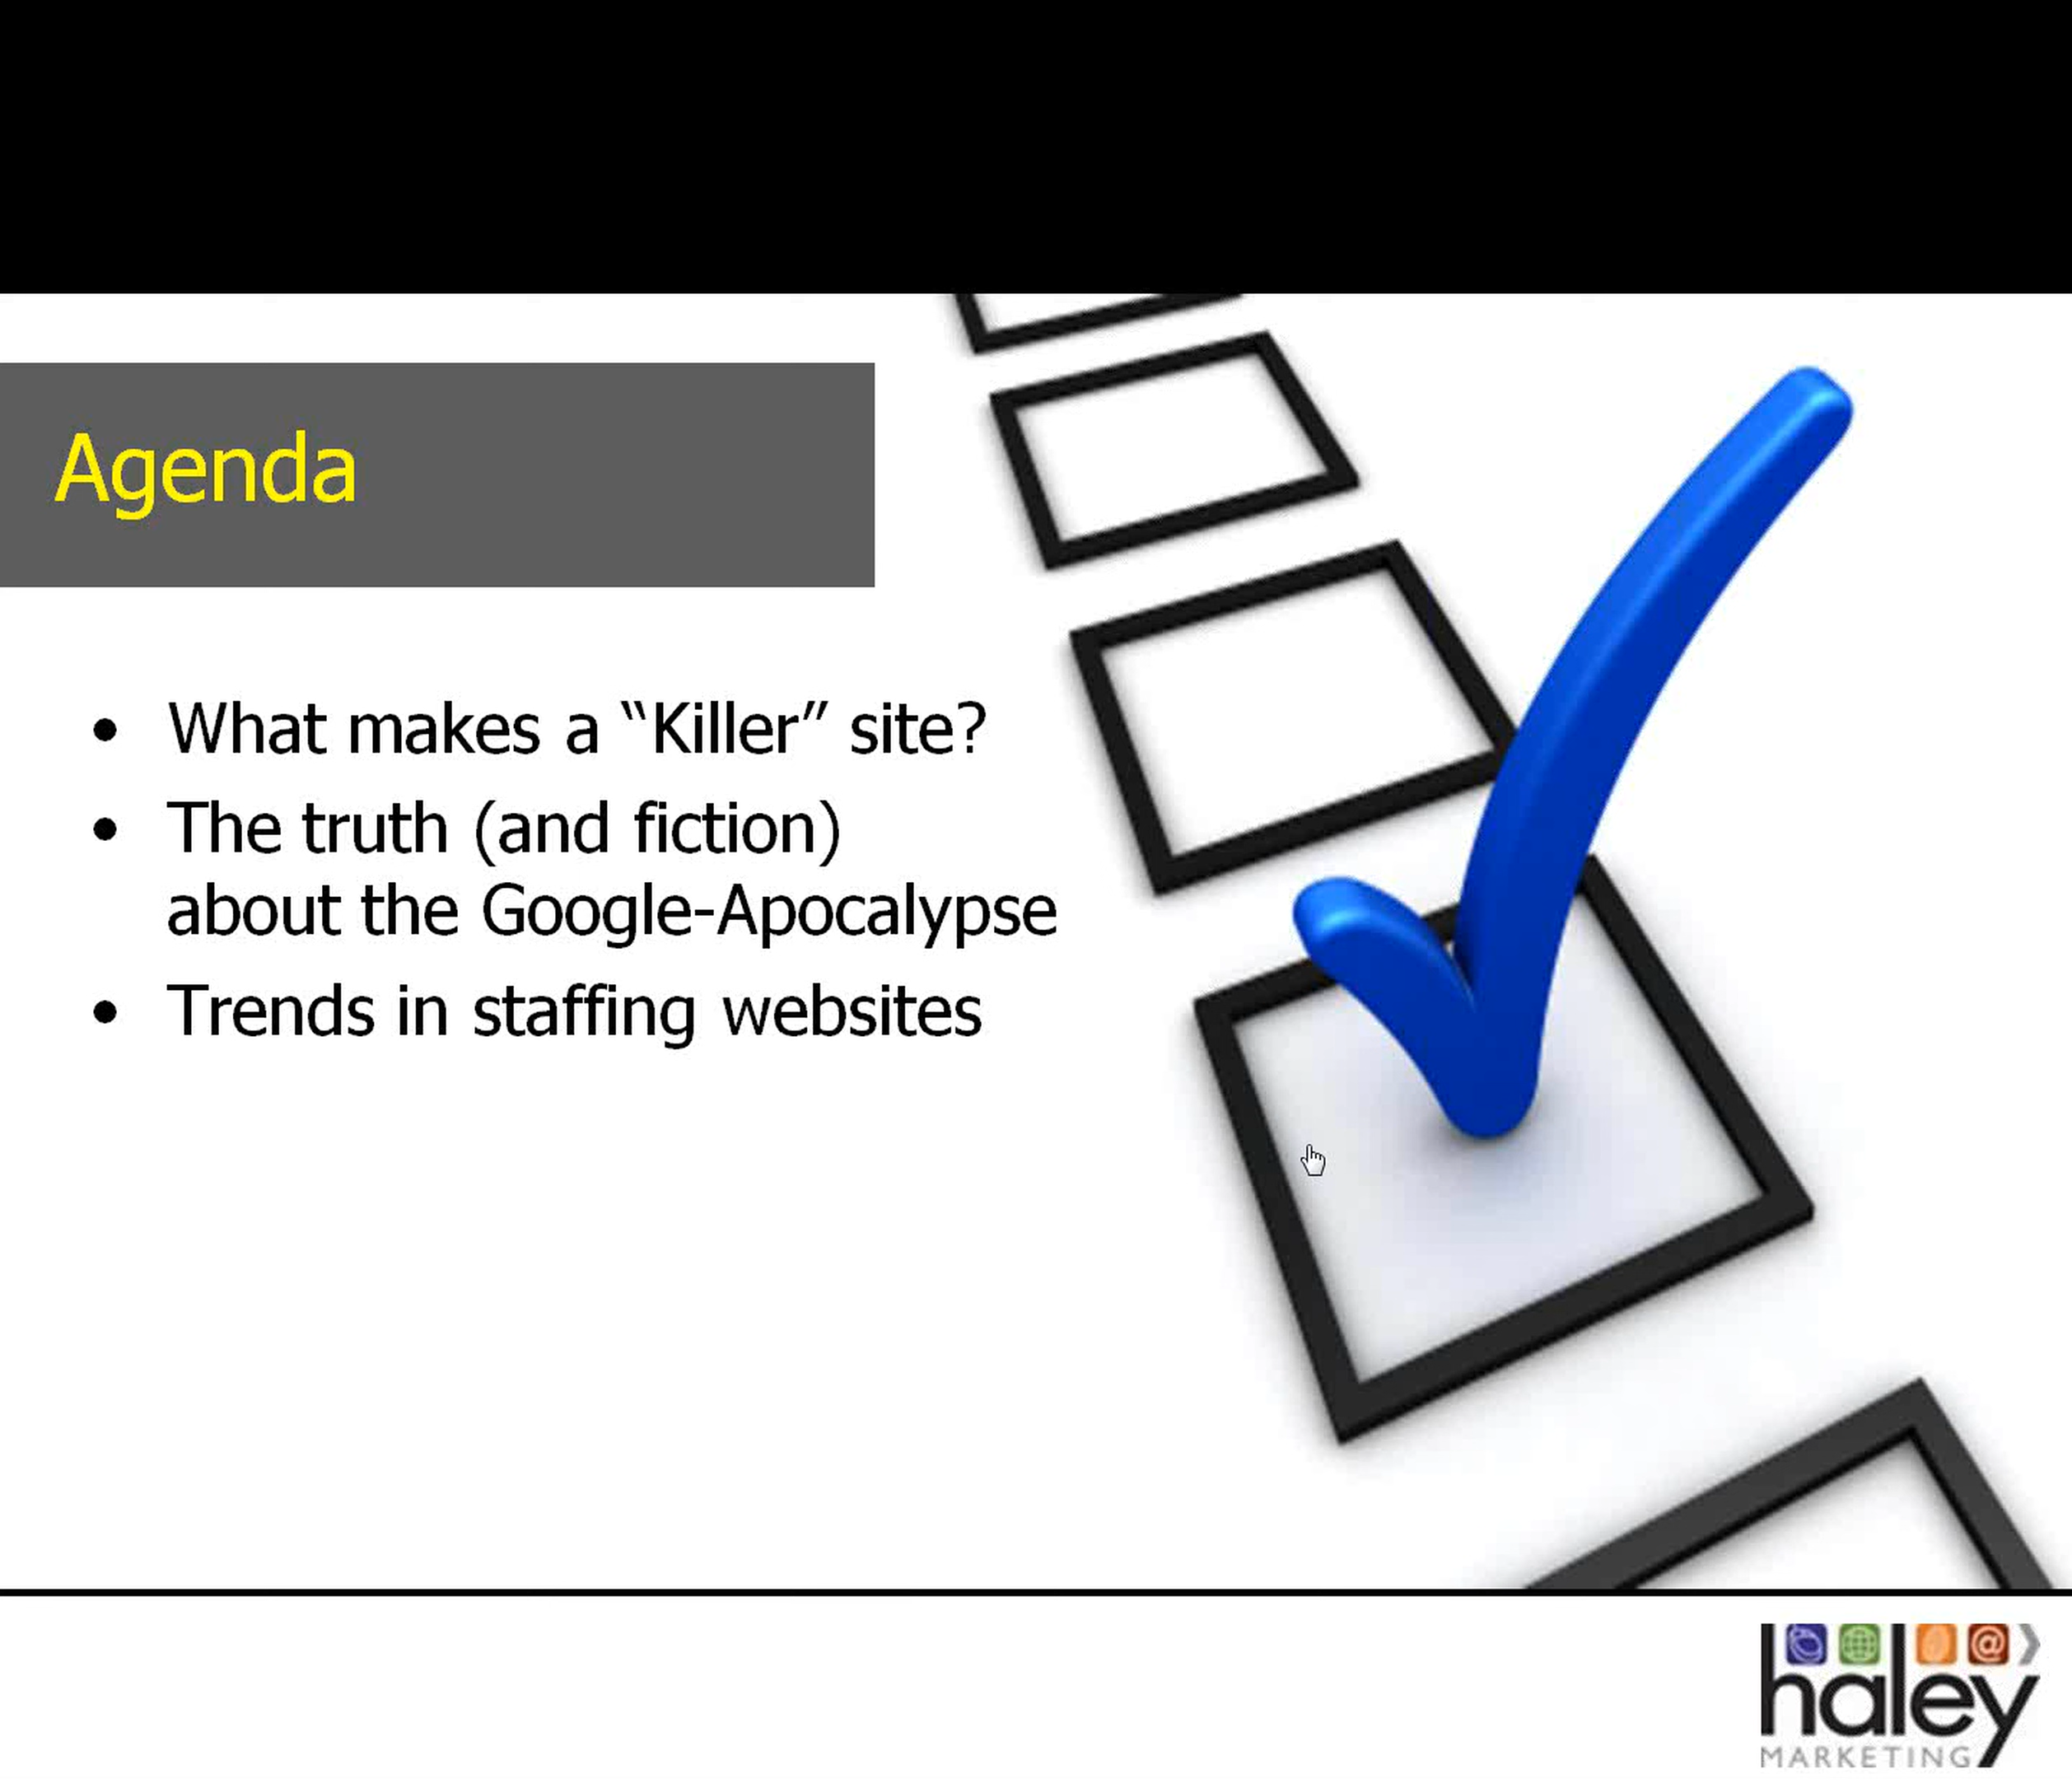 Agenda
• What makes a “Killer” site?
• The truth (and fiction)
about the Google-Apocalypse
• Trends in staffing websites
@
haley
MARKETING